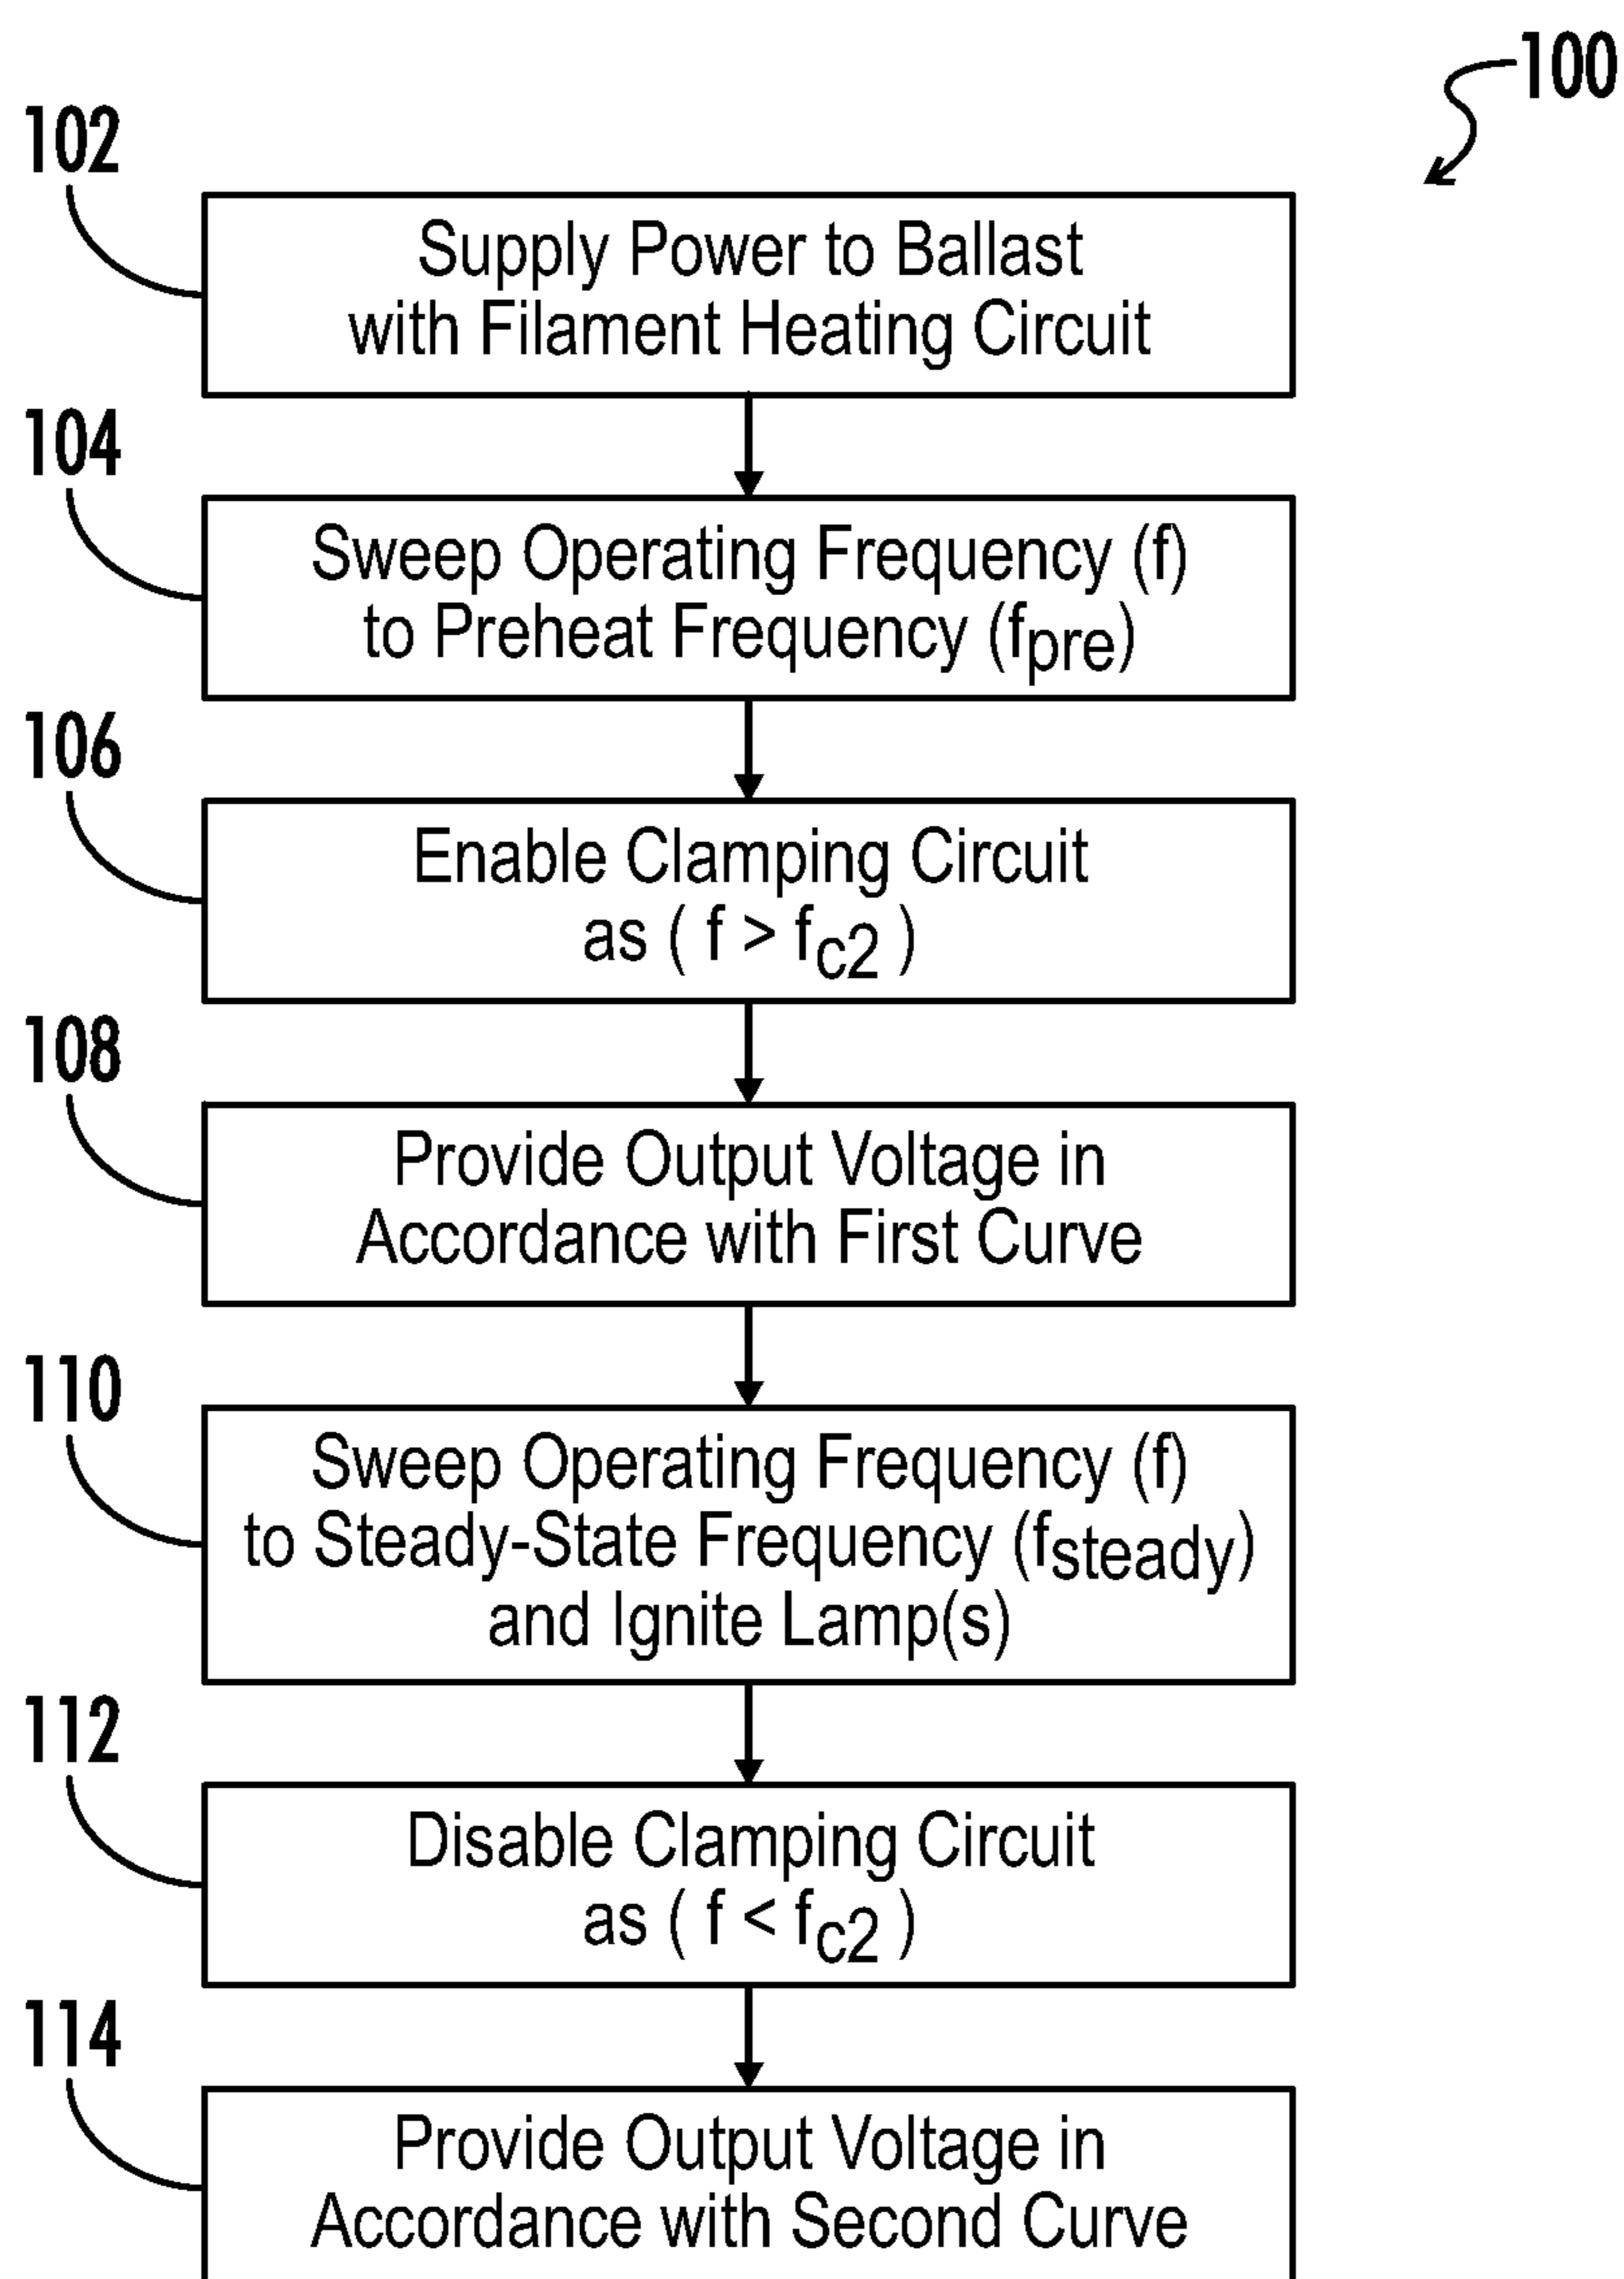 100
102
Supply Power to Ballast
with Filament Heating Circuit
104
Sweep Operating Frequency (f)
to Preheat Frequency (fpre)
106
Enable Clamping Circuit
as ( f > fc2 )
108
Provide Output Voltage in
Accordance with First Curve
110
Sweep Operating Frequency (f)
to Steady-State Frequency (fsteady)
and Ignite Lamp(s)
112
Disable Clamping Circuit
as ( f < fc2 )
114
Provide Output Voltage in
Accordance with Second Curve